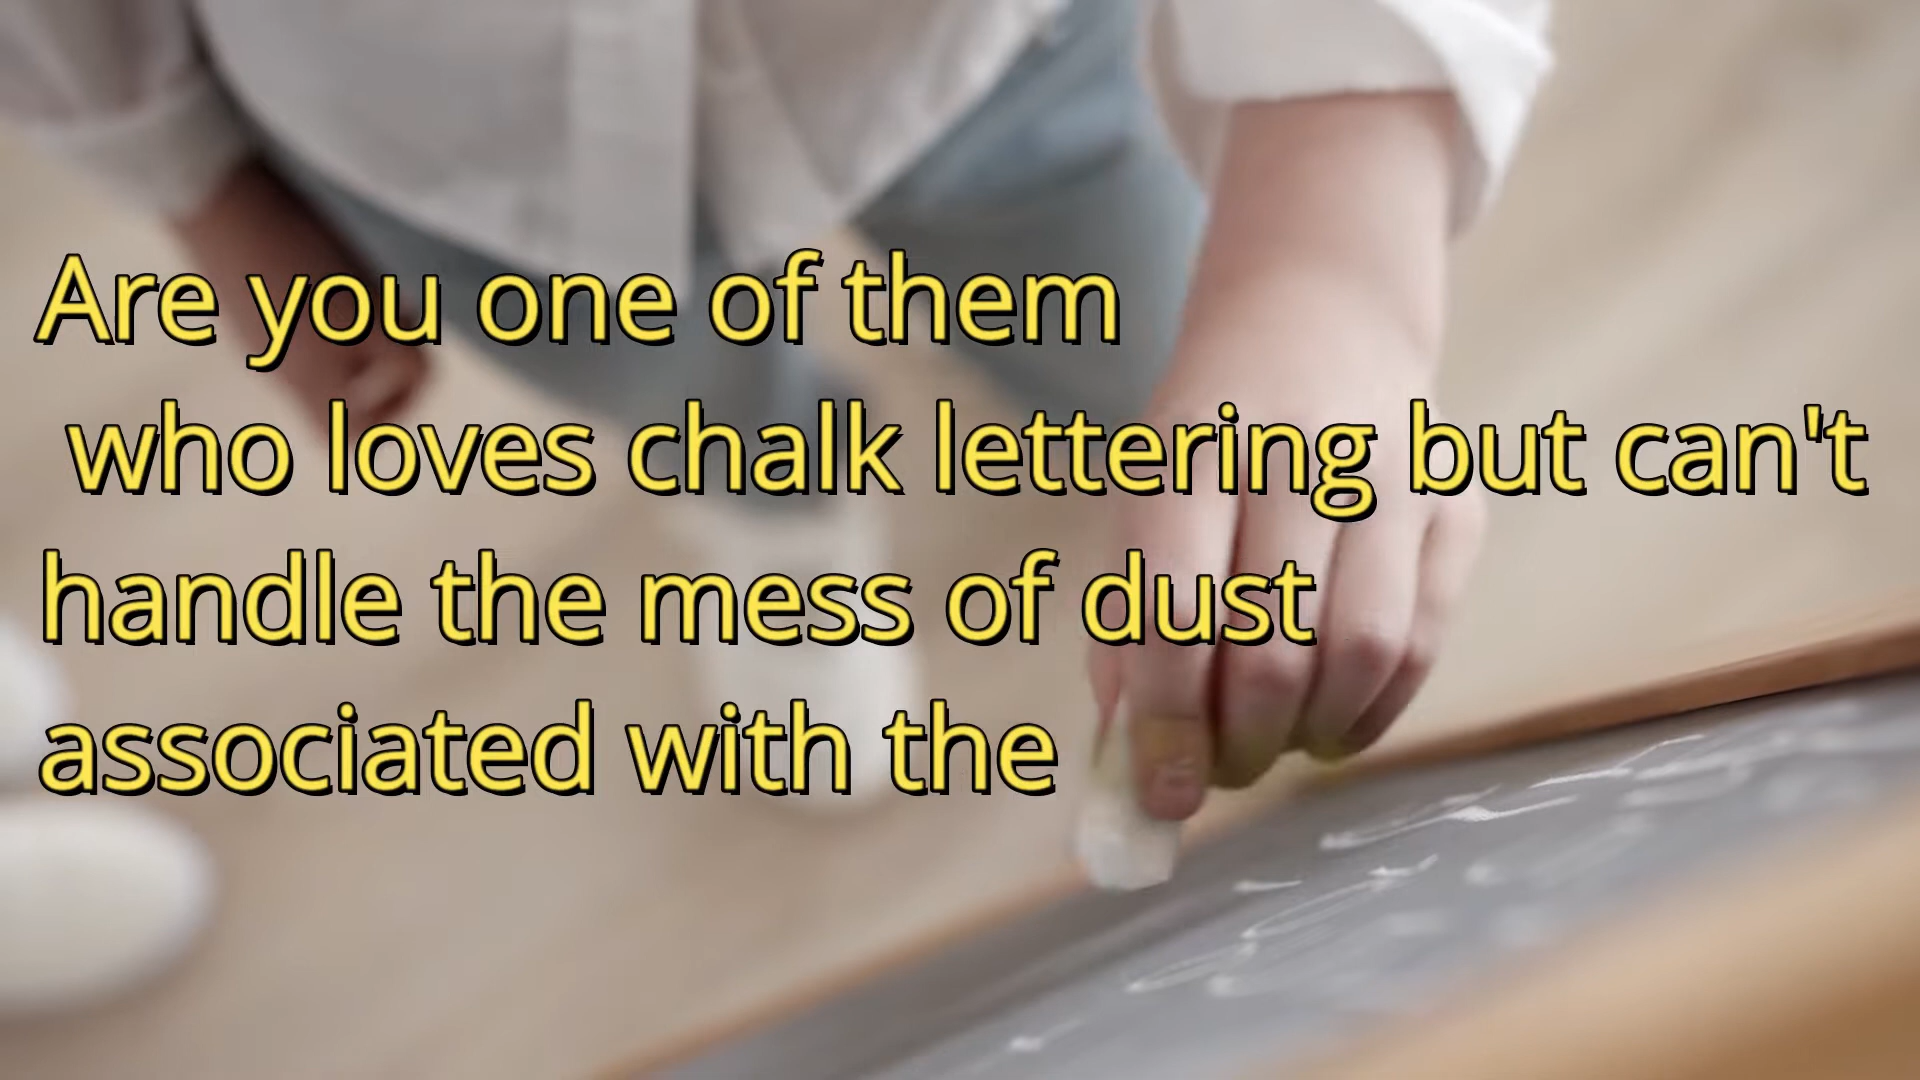 Are you one of them
who loves chalk lettering but can't
handle the mess of dust
associated with the